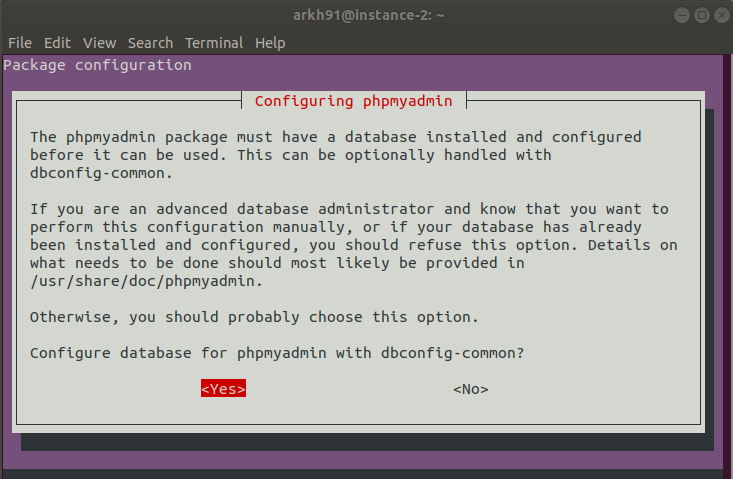 arkh91@instance-2: ~
File Edit View Search Terminal Help
Package configuration
Configuring phpmyadmin
The phpmyadmin package must have a database installed and configured
before it can be used. This can be optionally handled with
dbconfig-common.
If you are an advanced database administrator and know that you want to
perform this configuration manually, or if your database has already
been installed and configured, you should refuse this option. Details on
what needs to be done should most likely be provided in
/usr/share/doc/phpmyadmin.
Otherwise, you should probably choose this option.
Configure database for phpmyadmin with dbconfig-common?
<Yes> <No>